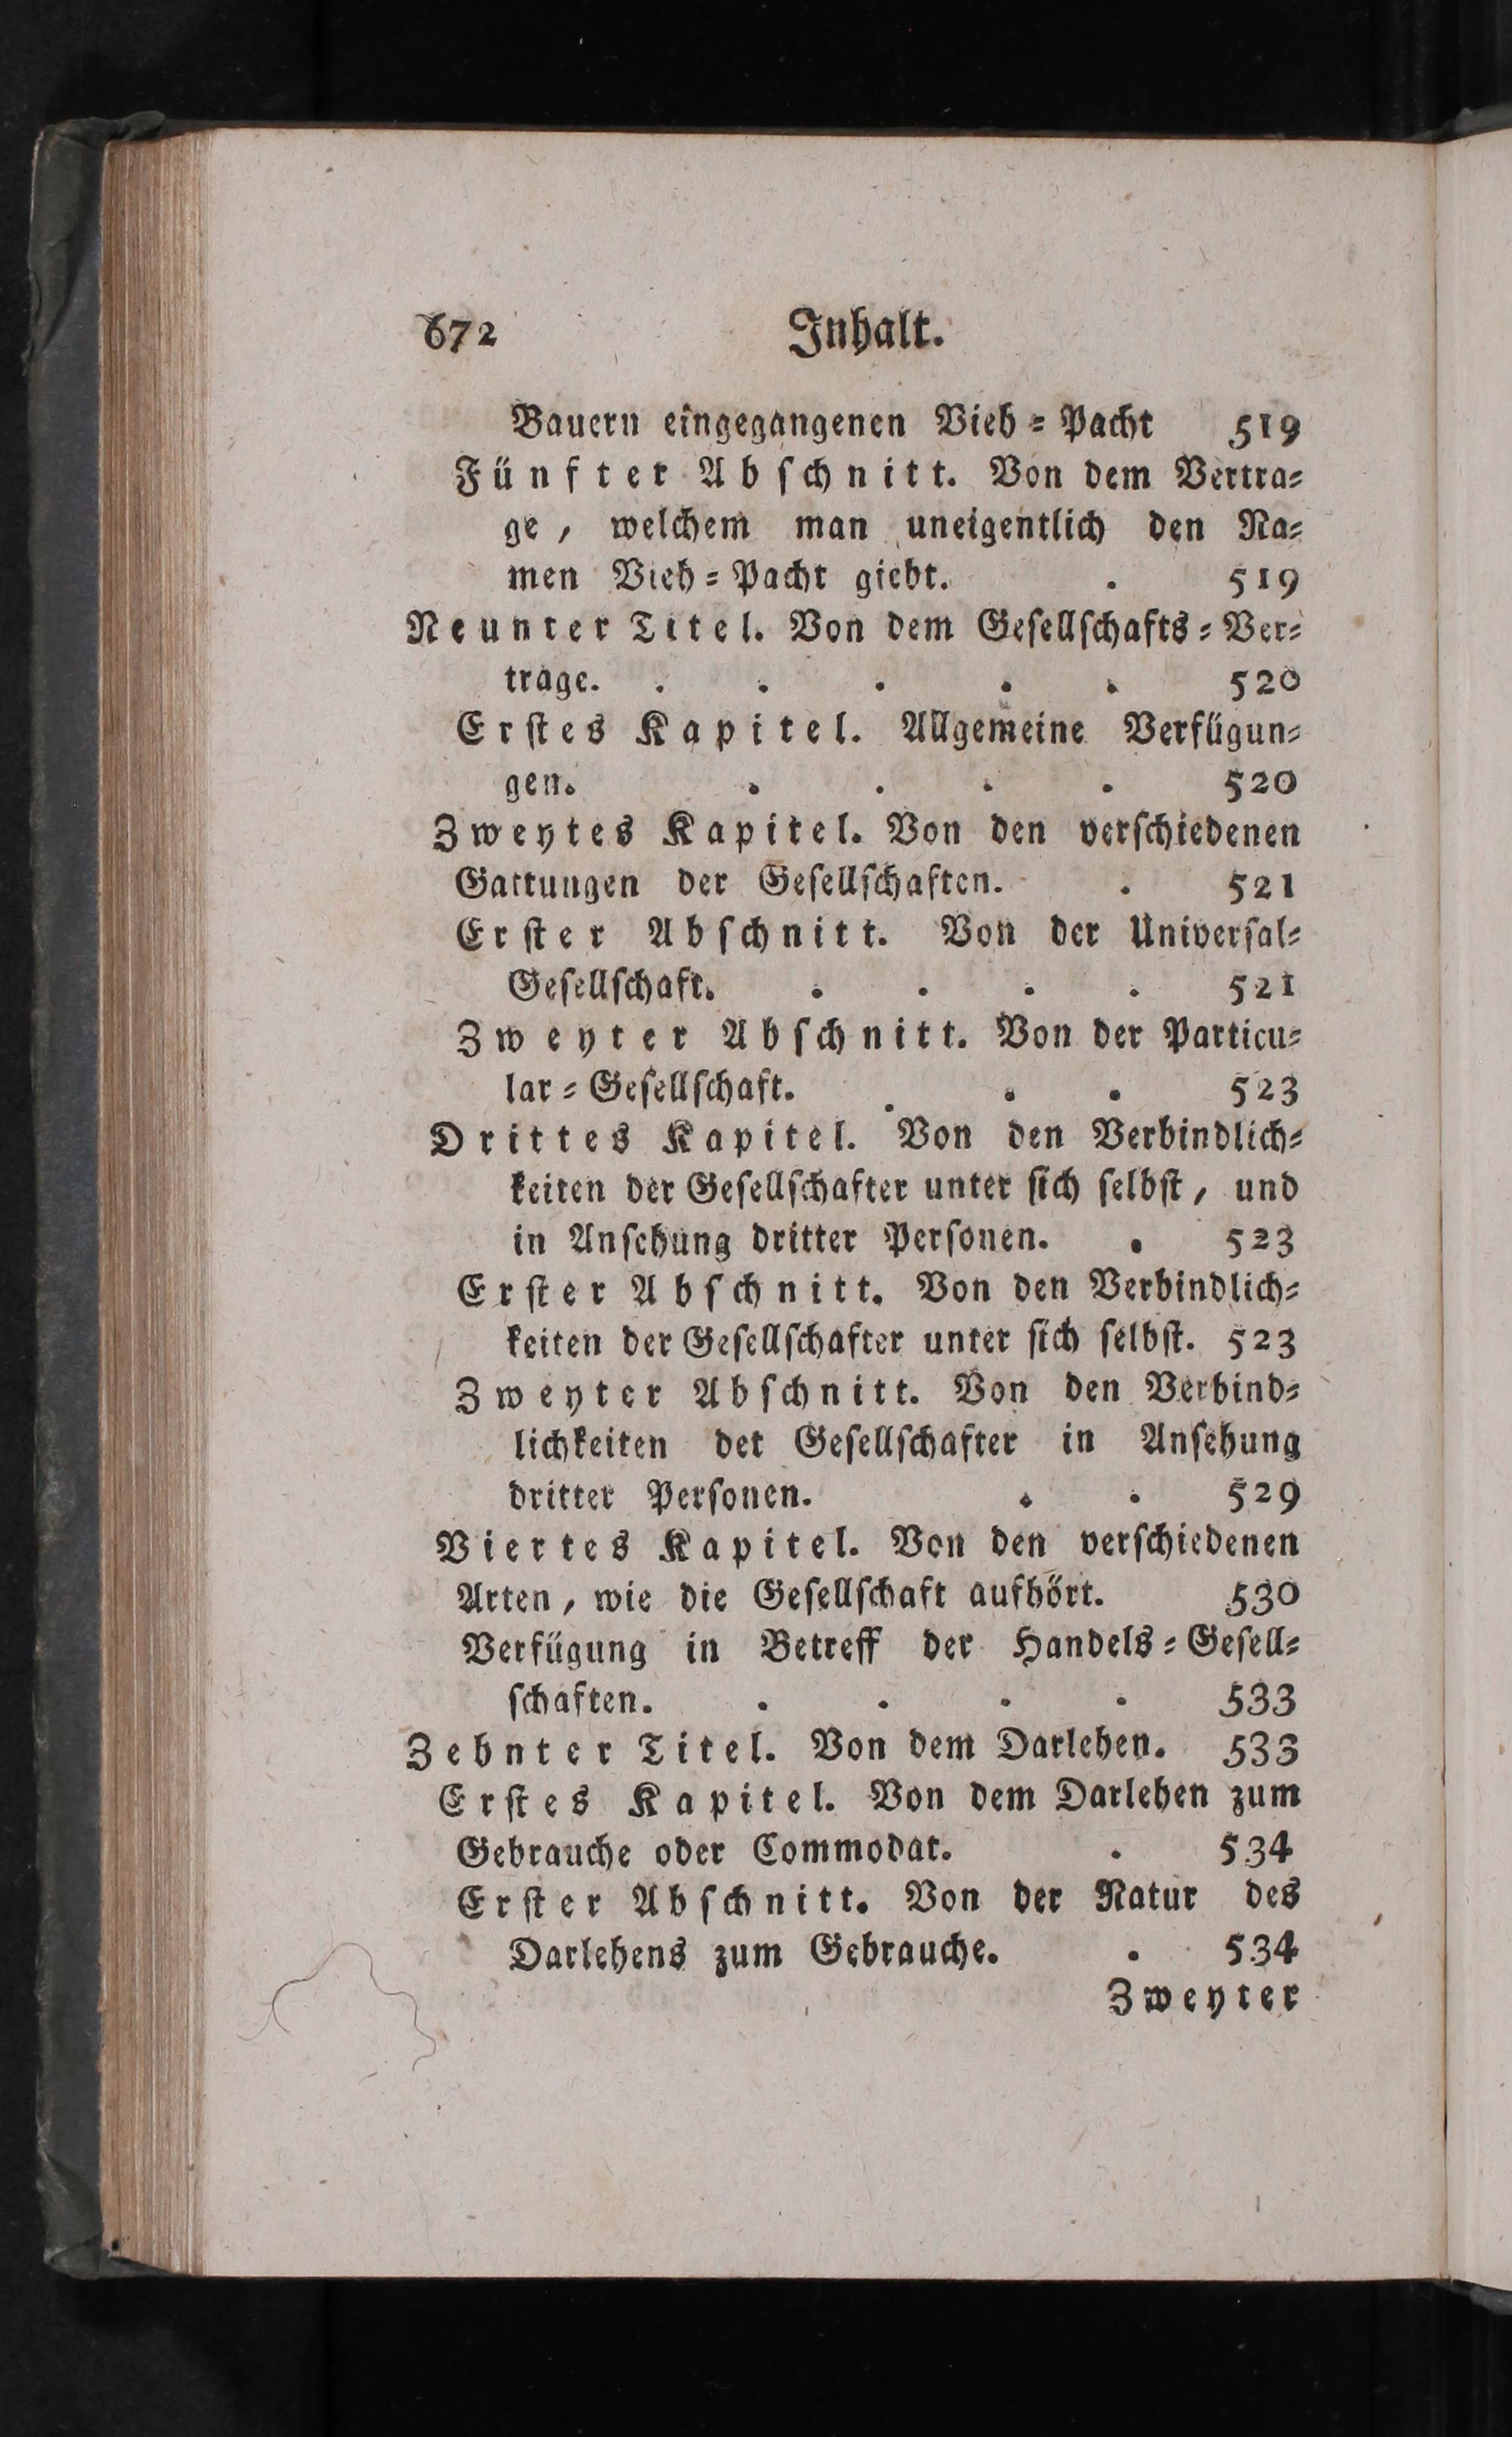 672 Inhalt.
Bauern eingegangenen Vieh=Pacht 519
Fünfter Abschnitt. Von dem Vertra=
ge, welchem man uneigentlich den Na=
men Vieh=Pacht giebt. . 519
Neunter Titel. Von dem Gesellschafts=Ver=
trage. . . . . . 520
Erstes Kapitel. Allgemeine Verfügun=
gen. . . . . 520
Zweytes Kapitel. Von den verschiedenen
Gattungen der Gesellschaften. . 521
Erster Abschnitt. Von der Universal=
Gesellschaft. . . . . 521
Zweyter Abschnitt. Von der Particu=
lar=Gesellschaft. . . . 523
Drittes Kapitel. Von den Verbindlich=
keiten der Gesellschafter unter sich selbst, und
in Ansehung dritter Personen. . 523
Erster Abschnitt. Von den Verbindlich=
keiten der Gesellschafter unter sich selbst. 523
Zweyter Abschnitt. Von den Verbind=
lichkeiten det Gesellschafter in Ansehung
dritter Personen. . . 529
Viertes Kapitel. Von den verschiedenen
Arten, wie die Gesellschaft aufhört. 530
Verfügung in Betreff der Handels=Gesell=
schaften. . . . . 533
Zehnter Titel. Von dem Darlehen. 533
Erstes Kapitel. Von dem Darlehen zum
Gebrauche oder Commodat. . 534
Erster Abschnitt. Von der Natur des
Darlehens zum Gebrauche. . 534
Zweyter